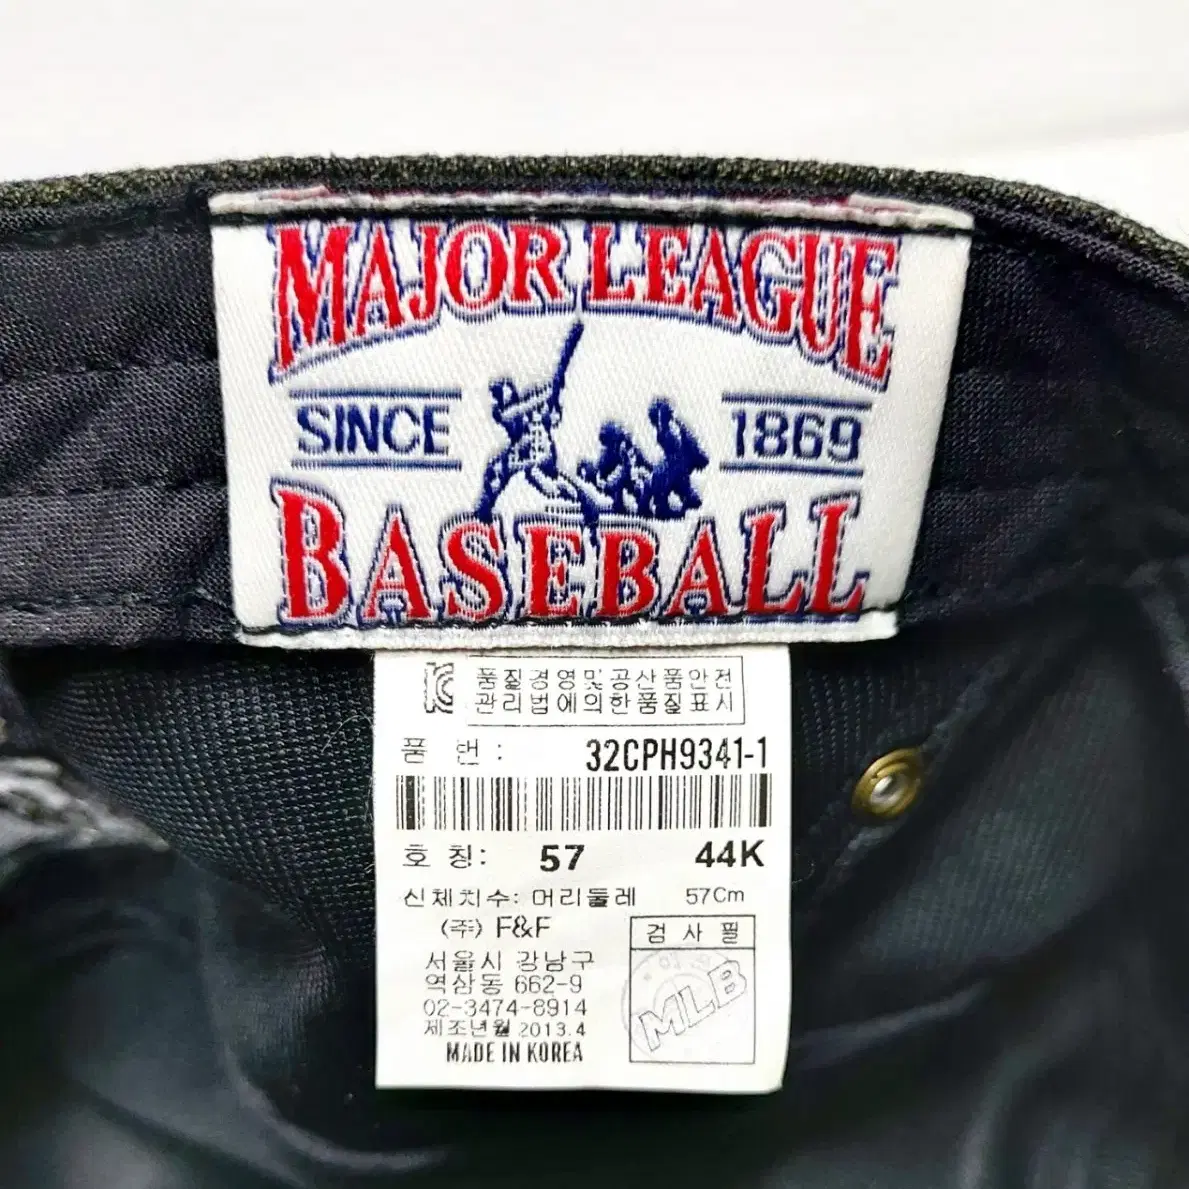 MAJOR LEAGUE
SINCE 1869
BASEBALL
품질경영및공산품안전
관리법에의한품질표시
품 번 : 32CPH9341-1
호 칭: 57 44K
신체치수: 머리둘레 57Cm
(주) F&F
검 사 필
서울시 강남구
역삼동 662-9
02-3474-8914
제조년월 2013.4
MADE IN KOREA
MLB